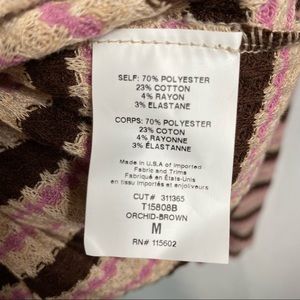 SELF: 70% POLYESTER
23% COTTON
4% RAYON
3% ELASTANE
CORPS: 70% POLYESTER
23% COTON
4% RAYONNE
3% ÉLASTANNE
Made in U.S.A of Imported
Fabric and Trims
Fabriqué en États-Unis
en tissu importés et enjoliveurs
CUT# 311365
T15808B
ORCHID-BROWN
M
RN# 115602